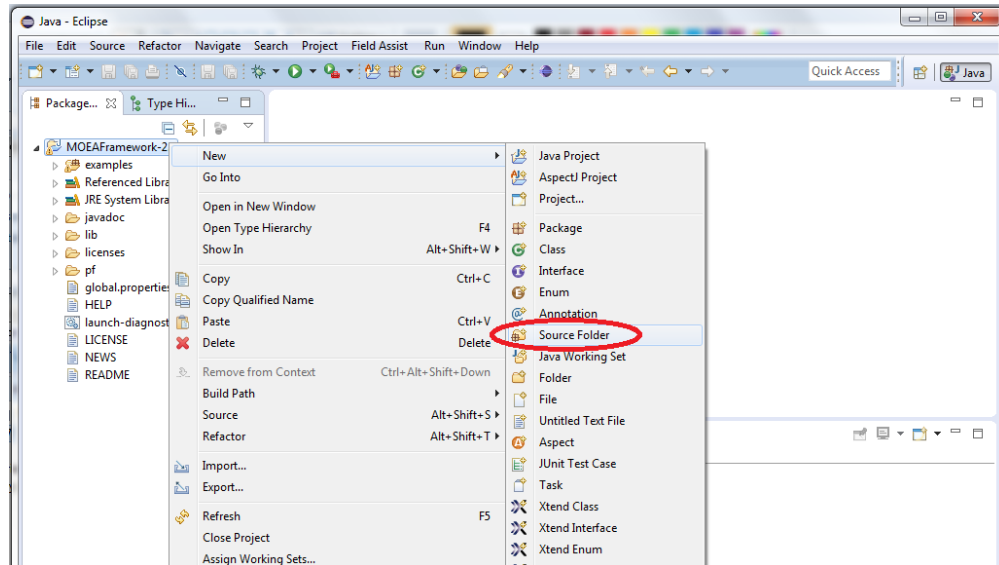 Java - Eclipse
File Edit Source Refactor Navigate Search Project Field Assist Run Window Help
Quick Access Java
Package... Type Hi...
MOEAFramework-2
examples
Referenced Libra
JRE System Libra
javadoc
lib
licenses
pf
global.properties
HELP
launch-diagnost
LICENSE
NEWS
README
New
Go Into
Open in New Window
Open Type Hierarchy F4
Show In Alt+Shift+W
Copy Ctrl+C
Copy Qualified Name
Paste Ctrl+V
Delete Delete
Remove from Context Ctrl+Alt+Shift+Down
Build Path
Source Alt+Shift+S
Refactor Alt+Shift+T
Import...
Export...
Refresh F5
Close Project
Assign Working Sets...
Java Project
AspectJ Project
Project...
Package
Class
Interface
Enum
Annotation
Source Folder
Java Working Set
Folder
File
Untitled Text File
Aspect
JUnit Test Case
Task
Xtend Class
Xtend Interface
Xtend Enum